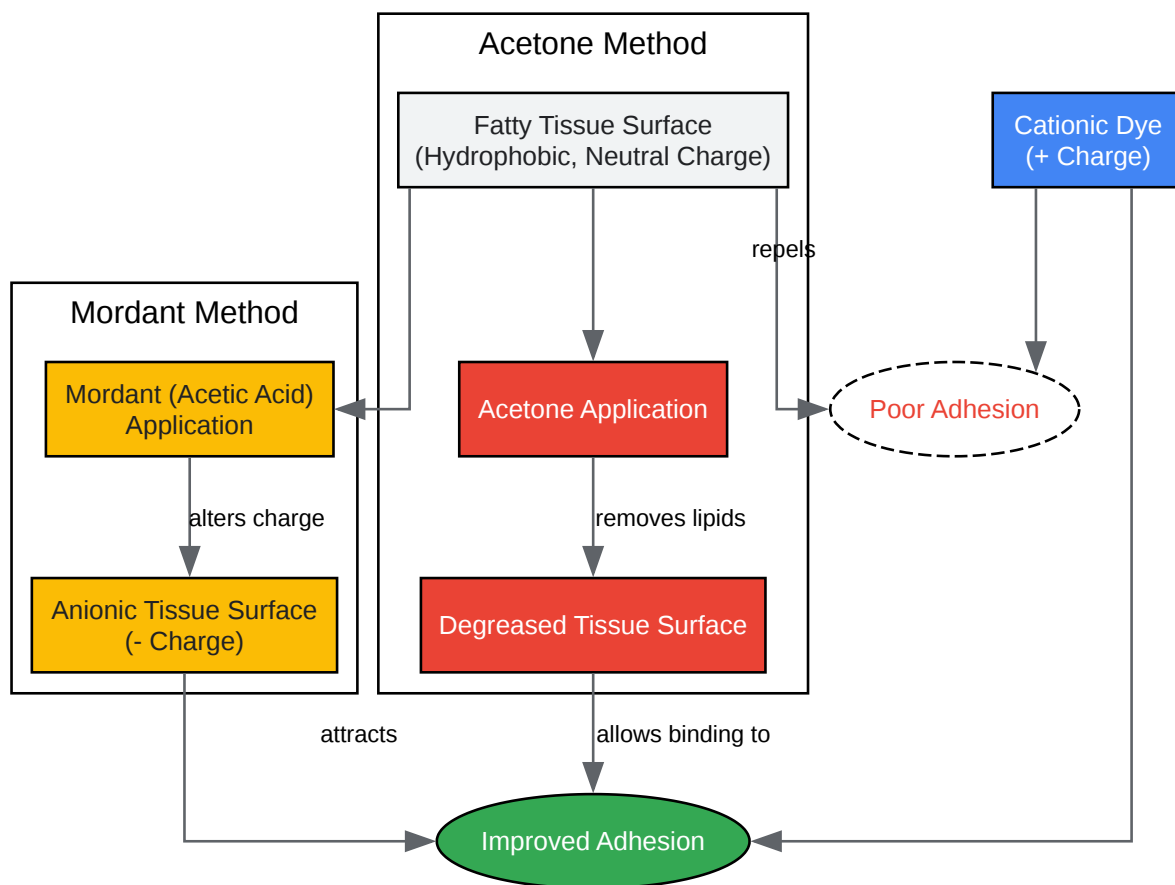 Acetone Method
Fatty Tissue Surface
(Hydrophobic, Neutral Charge)
Cationic Dye
(+ Charge)
repels
Mordant Method
Mordant (Acetic Acid)
Application
Acetone Application
Poor Adhesion
alters charge
removes lipids
Anionic Tissue Surface
(- Charge)
Degreased Tissue Surface
attracts
allows binding to
Improved Adhesion